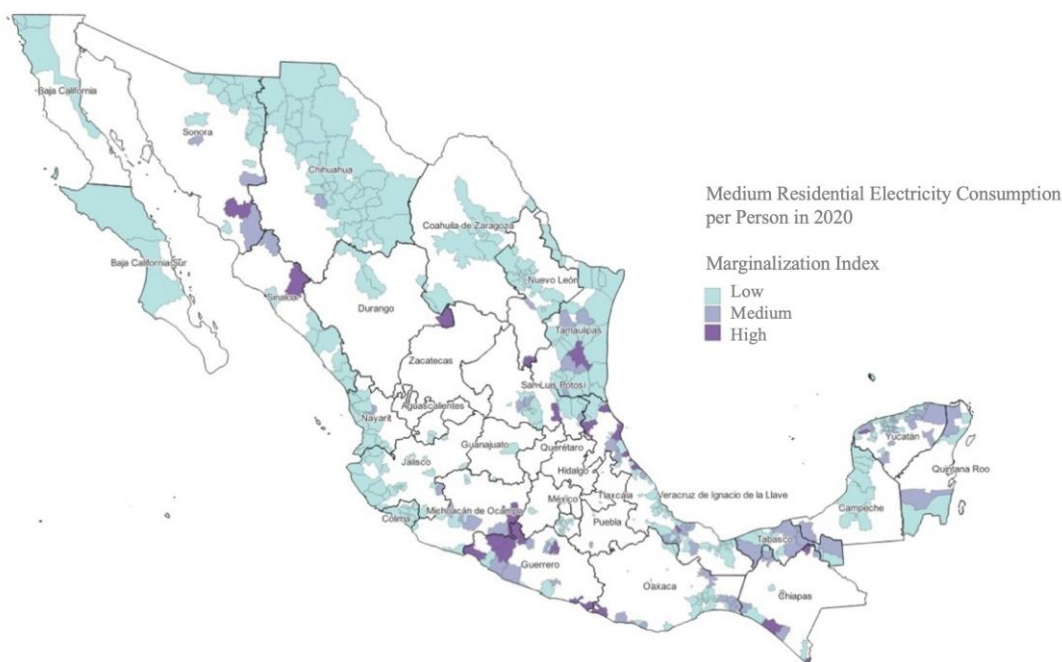 Baja California
Sonora
Chihuahua
Coahuila de Zaragoza
Baja California Sur
Nuevo León
Sinaloa
Durango
Tamaulipas
Zacatecas
San Luis Potosí
Aguascalientes
Nayarit
Guanajuato
Querétaro
Jalisco
Hidalgo
Yucatán
Quintana Roo
México
Tlaxcala
Veracruz de Ignacio de la Llave
Campeche
Michoacán de Ocampo
Colima
Puebla
Tabasco
Guerrero
Oaxaca
Chiapas
Medium Residential Electricity Consumption
per Person in 2020
Marginalization Index
Low
Medium
High